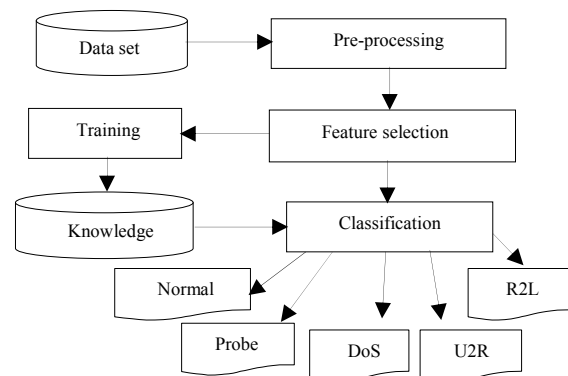 Data set
Pre-processing
Training
Feature selection
Knowledge
Classification
Normal
R2L
Probe
DoS
U2R